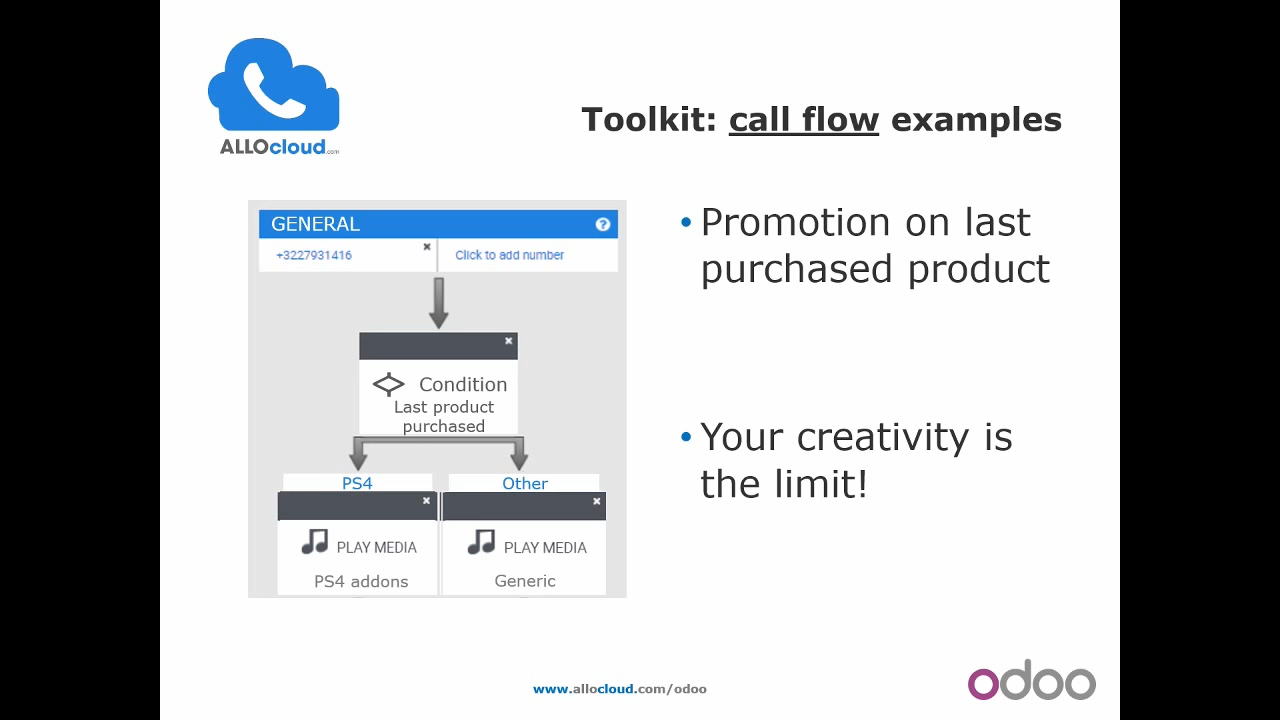 ALLOcloud.com
Toolkit: call flow examples
GENERAL
?
+3227931416
Click to add number
Condition
Last product
purchased
PS4
Other
PLAY MEDIA
PLAY MEDIA
PS4 addons
Generic
• Promotion on last
purchased product
• Your creativity is
the limit!
www.allocloud.com/odoo
odoo